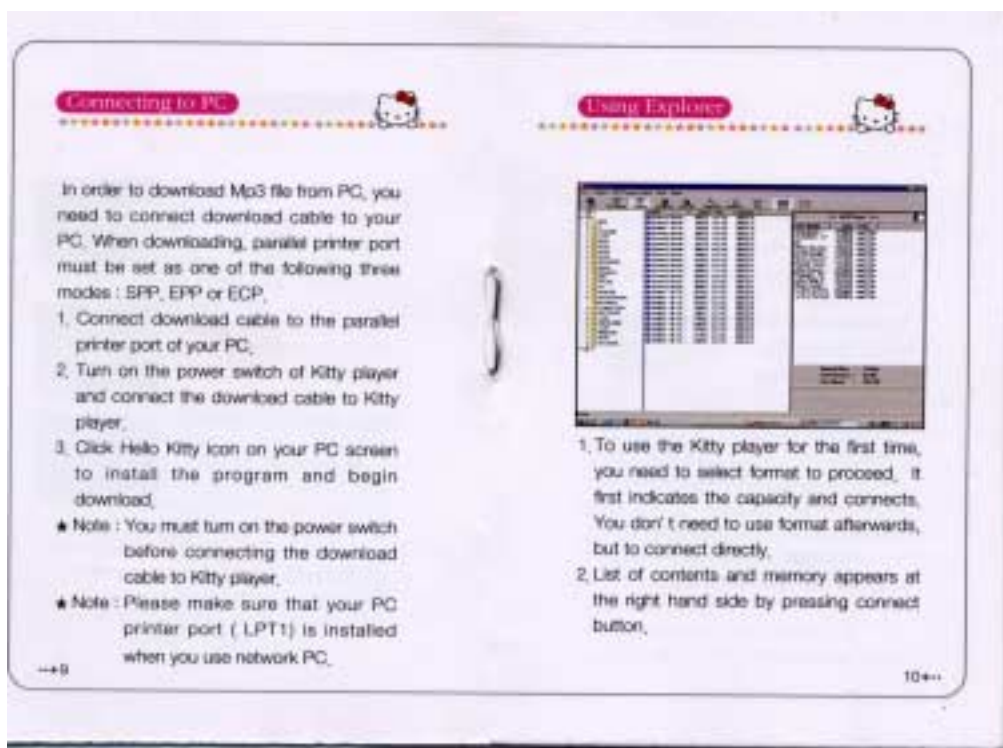 Connecting to PC
In order to download Mp3 file from PC, you
need to connect download cable to your
PC. When downloading, parallel printer port
must be set as one of the following three
modes : SPP, EPP or ECP.
1. Connect download cable to the parallel
printer port of your PC.
2. Turn on the power switch of Kitty player
and connect the download cable to Kitty
player.
3. Click Hello Kitty icon on your PC screen
to install the program and begin
download.
★ Note : You must turn on the power switch
before connecting the download
cable to Kitty player.
★ Note : Please make sure that your PC
printer port ( LPT1) is installed
when you use network PC.
9
Using Explorer
1. To use the Kitty player for the first time,
you need to select format to proceed. It
first indicates the capacity and connects.
You don' t need to use format afterwards,
but to connect directly.
2. List of contents and memory appears at
the right hand side by pressing connect
button.
10